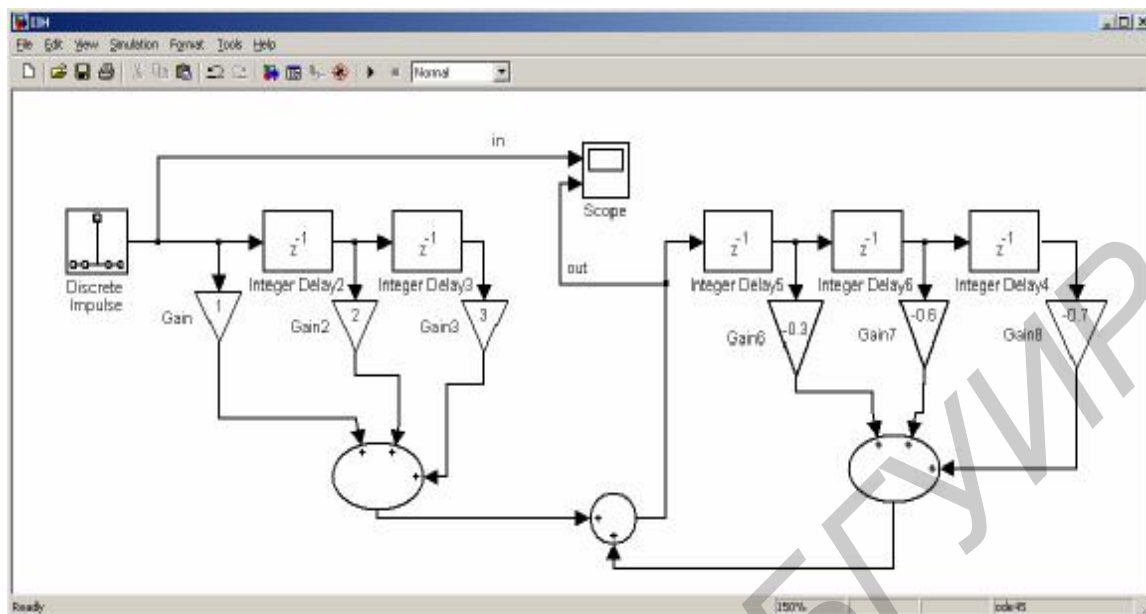 File Edit View Simulation Format Tools Help
Normal
in
Scope
Discrete
Impulse
z-1
Integer Delay2
z-1
Integer Delay3
out
z-1
Integer Delay5
z-1
Integer Delay6
z-1
Integer Delay4
Gain
1
Gain2
2
Gain3
3
Gain6
-0.3
Gain7
-0.6
Gain8
-0.7
+ + +
+ + +
+
+
БГУИР
Ready
150%
ode45